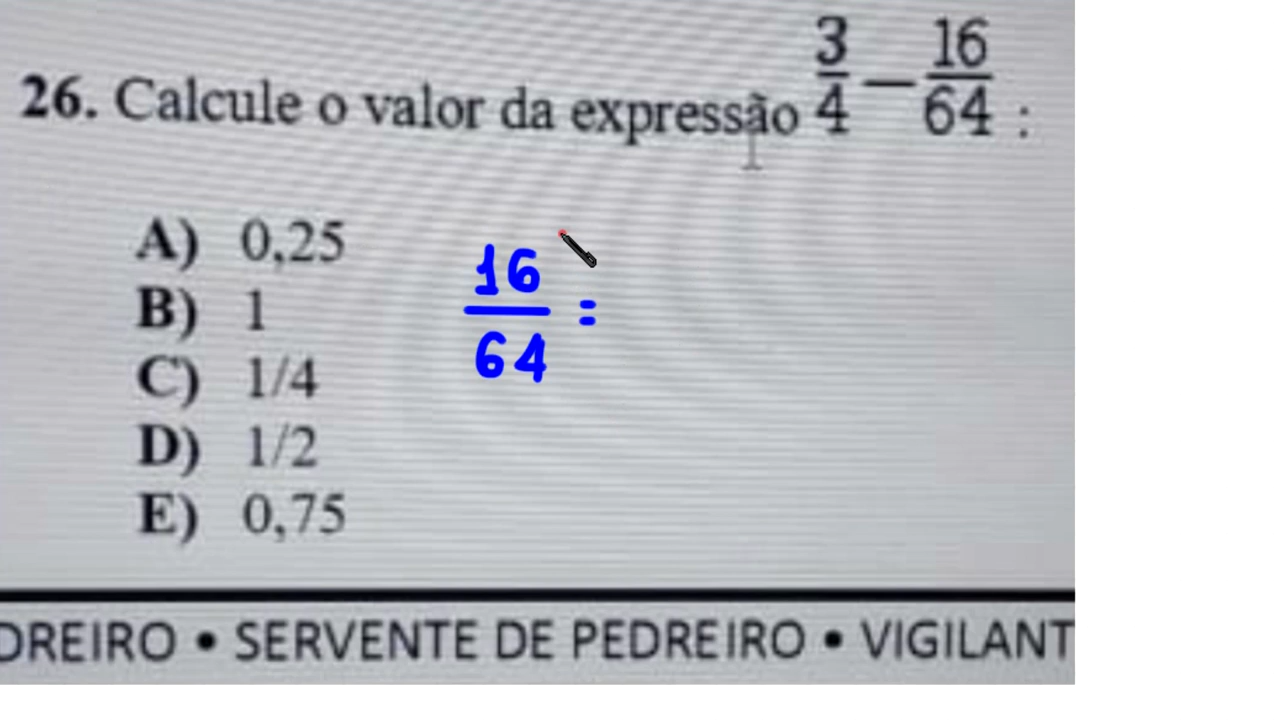 26. Calcule o valor da expressão 3/4 − 16/64 :
A) 0,25
B) 1
C) 1/4
D) 1/2
E) 0,75
16/64 =
DREIRO • SERVENTE DE PEDREIRO • VIGILANT